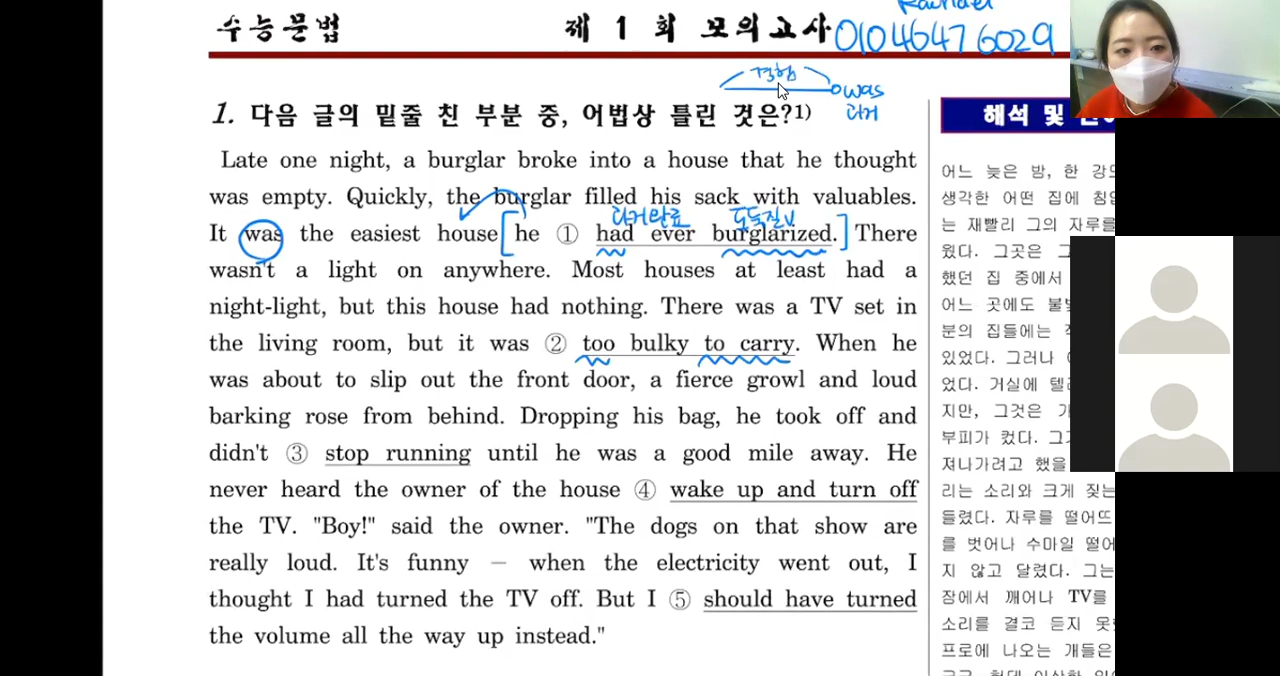 수능문법
제 1 회 모의고사
Rachael
010 4647 6029
경험
was
과거
1. 다음 글의 밑줄 친 부분 중, 어법상 틀린 것은?1)
Late one night, a burglar broke into a house that he thought
was empty. Quickly, the burglar filled his sack with valuables.
과거완료
It was the easiest house [he ① had ever burglarized.] There
wasn't a light on anywhere. Most houses at least had a
night-light, but this house had nothing. There was a TV set in
the living room, but it was ② too bulky to carry. When he
was about to slip out the front door, a fierce growl and loud
barking rose from behind. Dropping his bag, he took off and
didn't ③ stop running until he was a good mile away. He
never heard the owner of the house ④ wake up and turn off
the TV. "Boy!" said the owner. "The dogs on that show are
really loud. It's funny – when the electricity went out, I
thought I had turned the TV off. But I ⑤ should have turned
the volume all the way up instead."
해석 및
어느 늦은 밤, 한
생각한 어떤 집에
는 재빨리 그의 자루를
웠다. 그곳은
했던 집 중에서
어느 곳에도
분의 집들에는
있었다. 그러나
었다. 거실에
지만, 그것은
부피가 컸다.
져나가려고 했을
리는 소리와 크게 짖는
들렸다. 자루를 떨어뜨
를 벗어나 수마일
지 않고 달렸다. 그는
잠에서 깨어나 TV를
소리를 결코 듣지
프로에 나오는 개들은